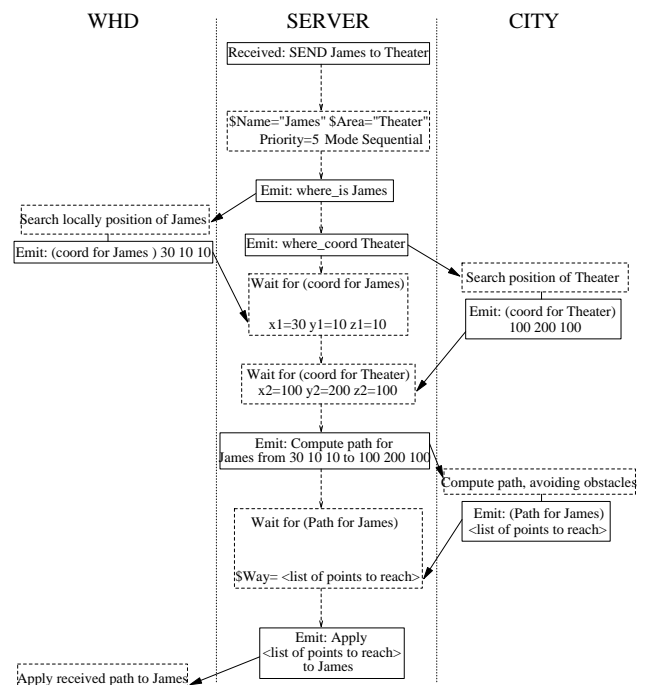 WHD SERVER CITY
Received: SEND James to Theater
$Name="James" $Area="Theater"
Priority=5 Mode Sequential
Emit: where_is James
Search locally position of James
Emit: (coord for James ) 30 10 10
Emit: where_coord Theater
Search position of Theater
Wait for (coord for James)
x1=30 y1=10 z1=10
Emit: (coord for Theater)
100 200 100
Wait for (coord for Theater)
x2=100 y2=200 z2=100
Emit: Compute path for
James from 30 10 10 to 100 200 100
Compute path, avoiding obstacles
Emit: (Path for James)
<list of points to reach>
Wait for (Path for James)
$Way= <list of points to reach>
Emit: Apply
<list of points to reach>
to James
Apply received path to James